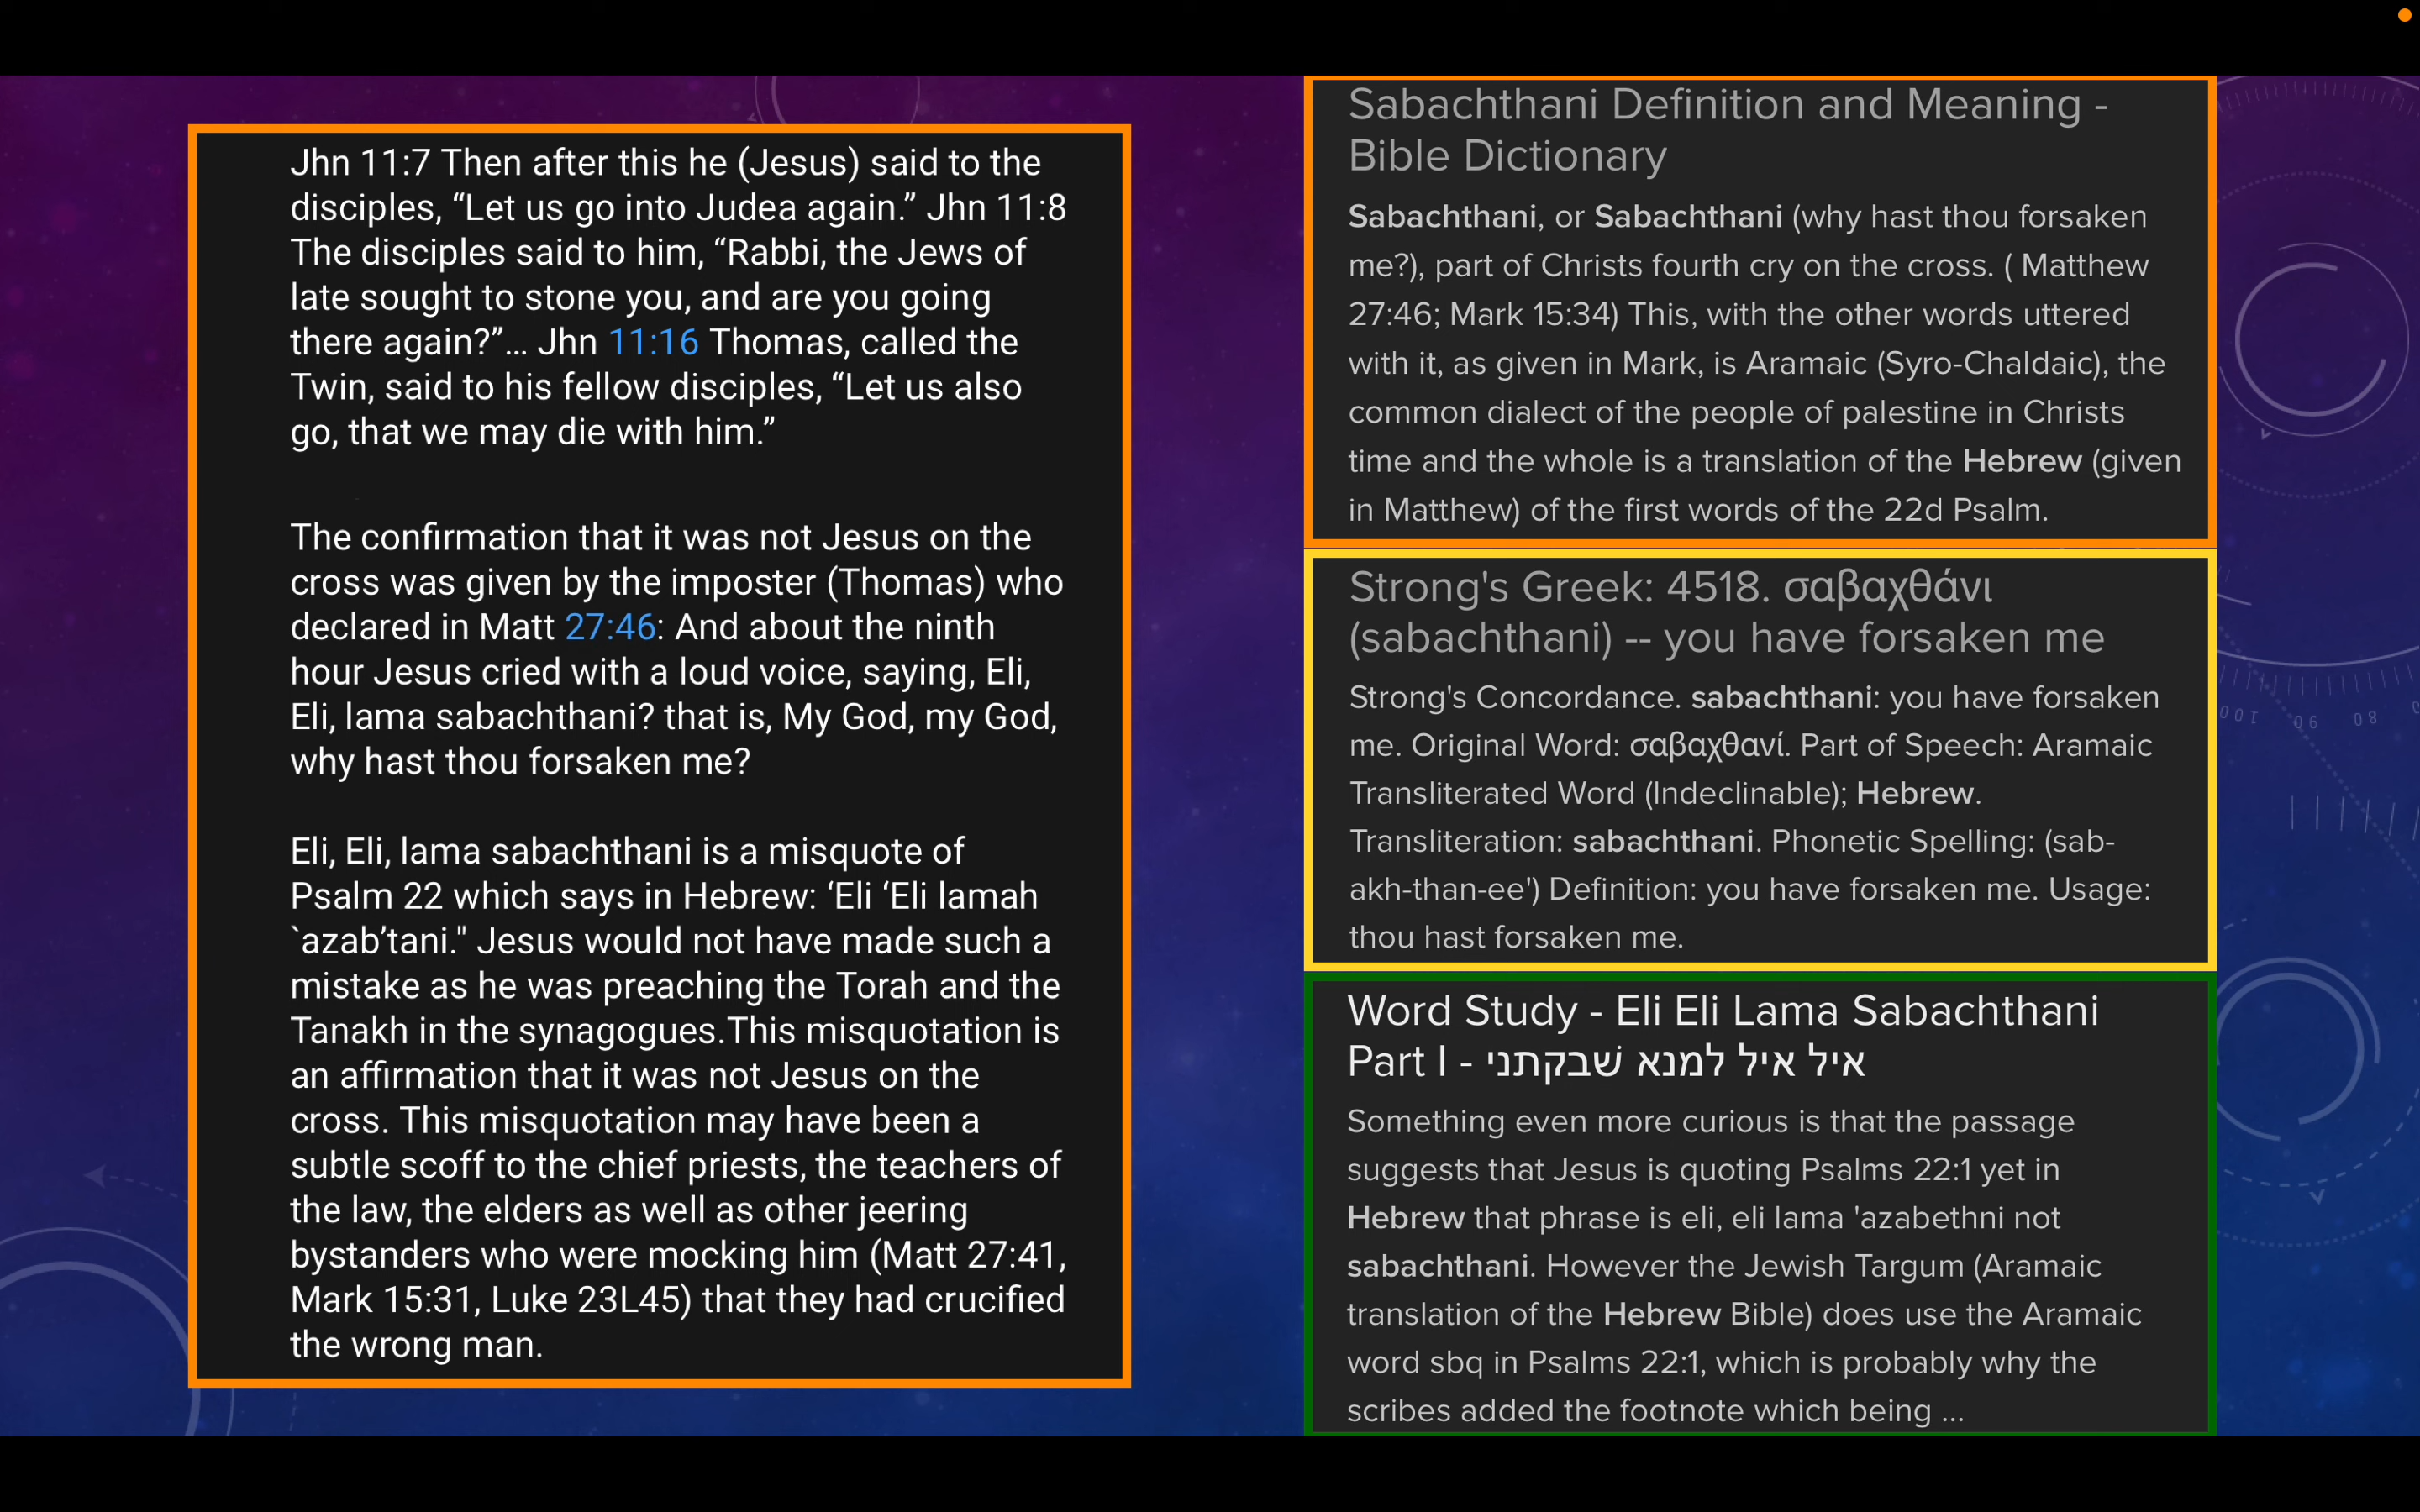 Jhn 11:7 Then after this he (Jesus) said to the
disciples, “Let us go into Judea again.” Jhn 11:8
The disciples said to him, “Rabbi, the Jews of
late sought to stone you, and are you going
there again?”... Jhn 11:16 Thomas, called the
Twin, said to his fellow disciples, “Let us also
go, that we may die with him.”
The confirmation that it was not Jesus on the
cross was given by the imposter (Thomas) who
declared in Matt 27:46: And about the ninth
hour Jesus cried with a loud voice, saying, Eli,
Eli, lama sabachthani? that is, My God, my God,
why hast thou forsaken me?
Eli, Eli, lama sabachthani is a misquote of
Psalm 22 which says in Hebrew: ‘Eli ‘Eli lamah
`azab’tani." Jesus would not have made such a
mistake as he was preaching the Torah and the
Tanakh in the synagogues.This misquotation is
an affirmation that it was not Jesus on the
cross. This misquotation may have been a
subtle scoff to the chief priests, the teachers of
the law, the elders as well as other jeering
bystanders who were mocking him (Matt 27:41,
Mark 15:31, Luke 23L45) that they had crucified
the wrong man.
Sabachthani Definition and Meaning -
Bible Dictionary
Sabachthani, or Sabachthani (why hast thou forsaken
me?), part of Christs fourth cry on the cross. ( Matthew
27:46; Mark 15:34) This, with the other words uttered
with it, as given in Mark, is Aramaic (Syro-Chaldaic), the
common dialect of the people of palestine in Christs
time and the whole is a translation of the Hebrew (given
in Matthew) of the first words of the 22d Psalm.
Strong's Greek: 4518. σαβαχθάνι
(sabachthani) -- you have forsaken me
Strong's Concordance. sabachthani: you have forsaken
me. Original Word: σαβαχθανί. Part of Speech: Aramaic
Transliterated Word (Indeclinable); Hebrew.
Transliteration: sabachthani. Phonetic Spelling: (sab-
akh-than-ee') Definition: you have forsaken me. Usage:
thou hast forsaken me.
Word Study - Eli Eli Lama Sabachthani
Part I - איל איל למנא שׁבקתני
Something even more curious is that the passage
suggests that Jesus is quoting Psalms 22:1 yet in
Hebrew that phrase is eli, eli lama 'azabethni not
sabachthani. However the Jewish Targum (Aramaic
translation of the Hebrew Bible) does use the Aramaic
word sbq in Psalms 22:1, which is probably why the
scribes added the footnote which being ...